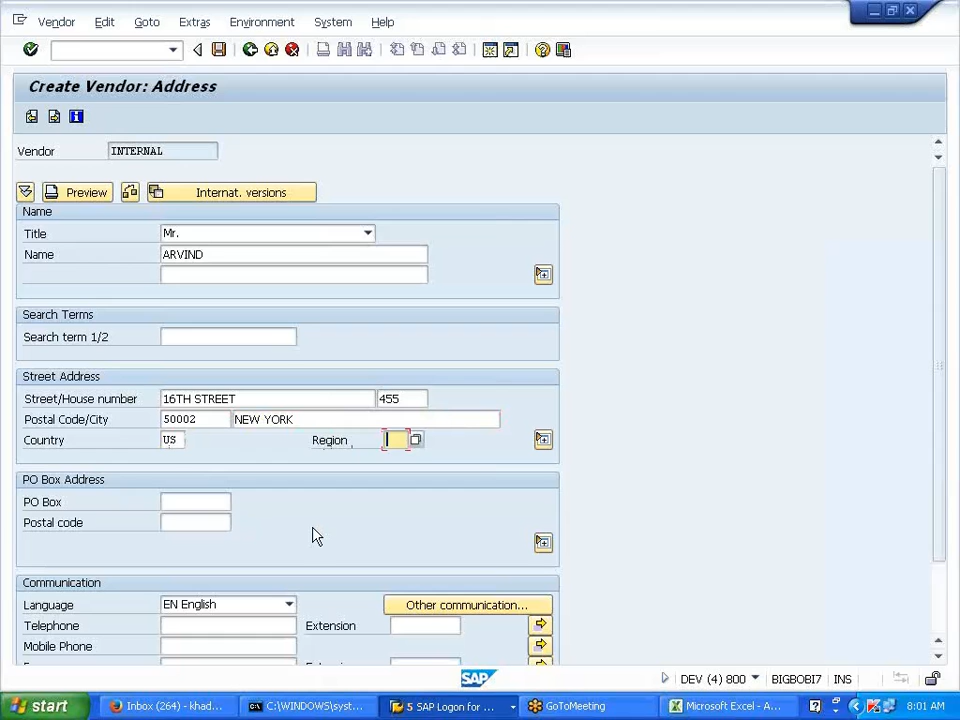 Vendor Edit Goto Extras Environment System Help
Create Vendor: Address
Vendor INTERNAL
Preview Internat. versions
Name
Title Mr.
Name ARVIND
Search Terms
Search term 1/2
Street Address
Street/House number 16TH STREET 455
Postal Code/City 50002 NEW YORK
Country US Region
PO Box Address
PO Box
Postal code
Communication
Language EN English Other communication...
Telephone Extension
Mobile Phone
SAP DEV (4) 800 BIGBOBI7 INS
start Inbox (264) - khad... C:\WINDOWS\syst... 5 SAP Logon for ... GoToMeeting Microsoft Excel - A... 8:01 AM